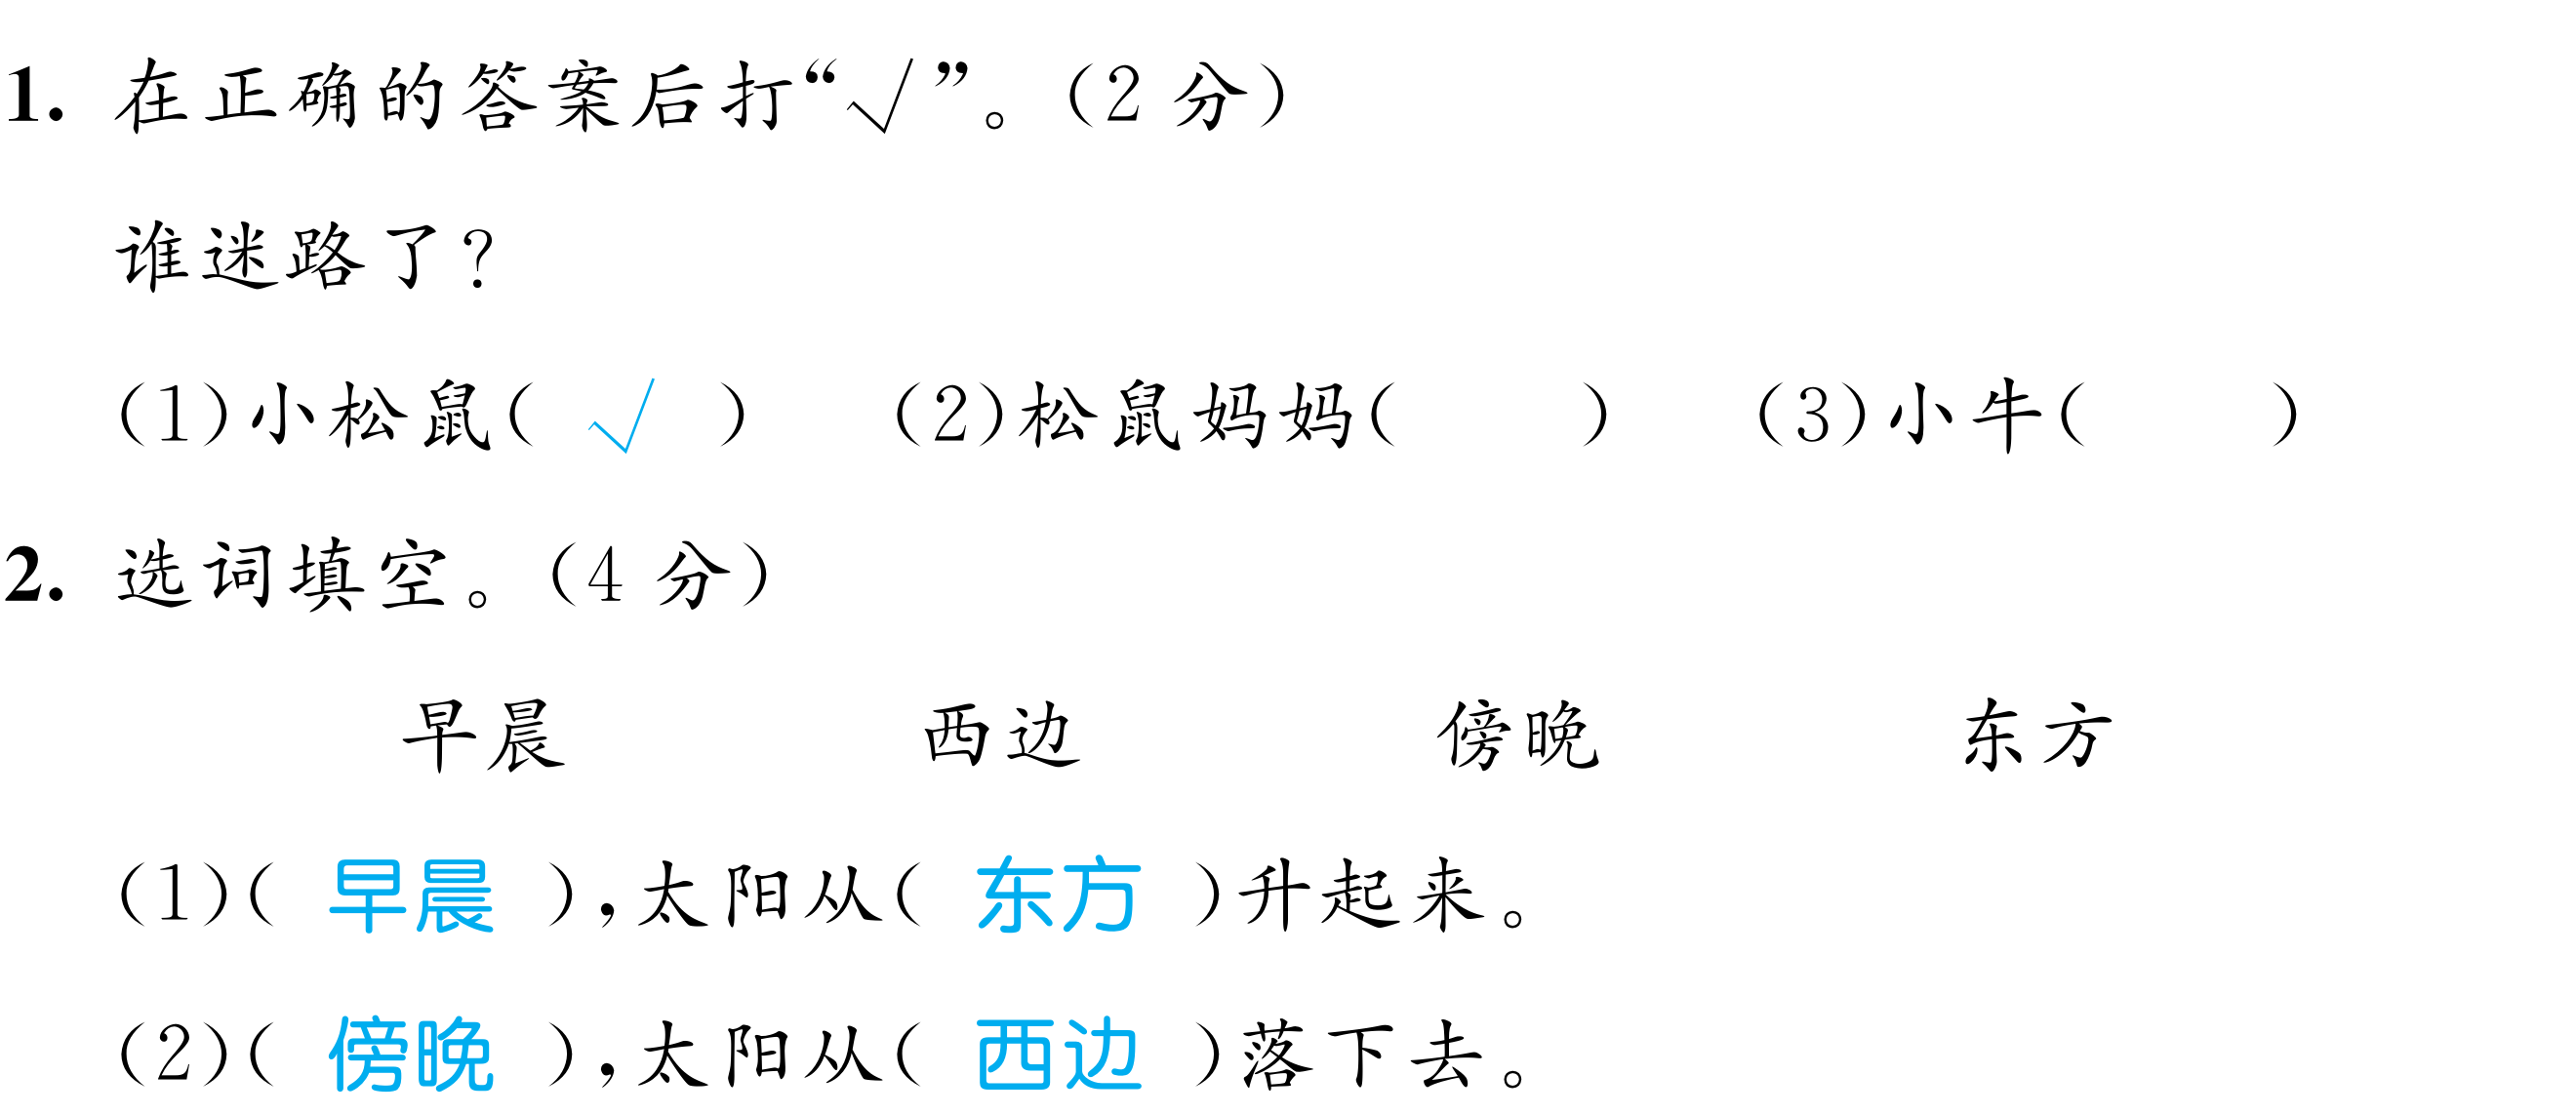 1. 在正确的答案后打“√”。(2 分)
谁迷路了?
(1)小松鼠( √ ) (2)松鼠妈妈( ) (3)小牛( )
2. 选词填空。(4 分)
早晨 西边 傍晚 东方
(1)( 早晨 ),太阳从( 东方 )升起来。
(2)( 傍晚 ),太阳从( 西边 )落下去。